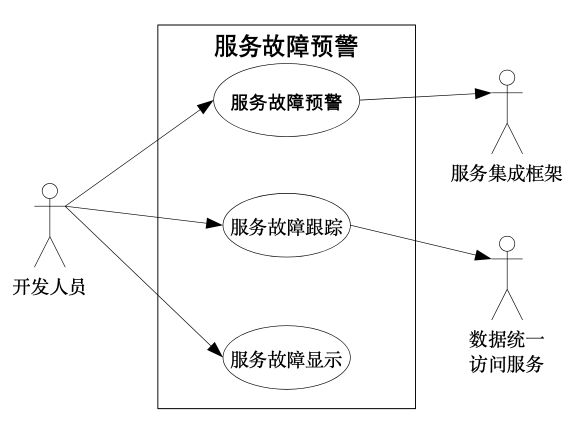 服务故障预警
服务故障预警
服务集成框架
服务故障跟踪
开发人员
数据统一
访问服务
服务故障显示